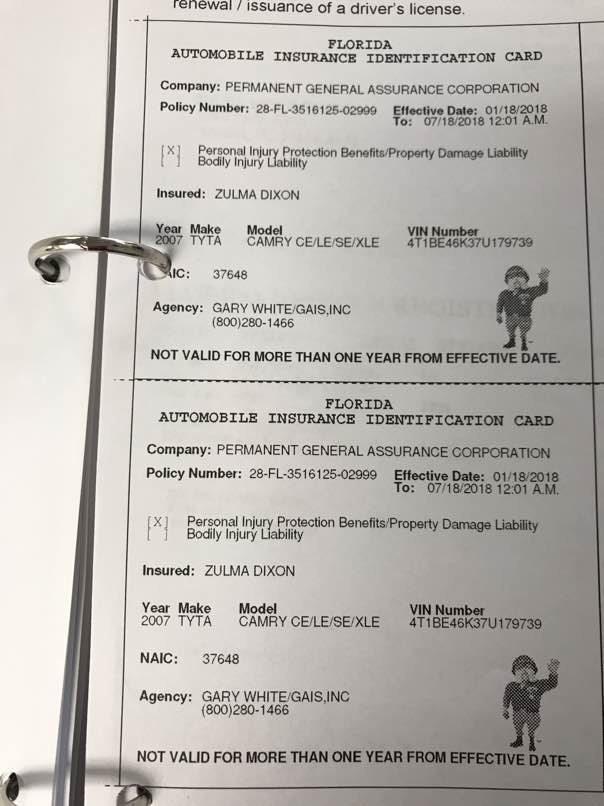 renewal / issuance of a driver's license.
FLORIDA
AUTOMOBILE INSURANCE IDENTIFICATION CARD
Company: PERMANENT GENERAL ASSURANCE CORPORATION
Policy Number: 28-FL-3516125-02999 Effective Date: 01/18/2018
To: 07/18/2018 12:01 A.M.
[X] Personal Injury Protection Benefits/Property Damage Liability
[ ] Bodily Injury Liability
Insured: ZULMA DIXON
Year Make Model VIN Number
2007 TYTA CAMRY CE/LE/SE/XLE 4T1BE46K37U179739
AIC: 37648
Agency: GARY WHITE/GAIS,INC
(800)280-1466
NOT VALID FOR MORE THAN ONE YEAR FROM EFFECTIVE DATE.
FLORIDA
AUTOMOBILE INSURANCE IDENTIFICATION CARD
Company: PERMANENT GENERAL ASSURANCE CORPORATION
Policy Number: 28-FL-3516125-02999 Effective Date: 01/18/2018
To: 07/18/2018 12:01 A.M.
[X] Personal Injury Protection Benefits/Property Damage Liability
[ ] Bodily Injury Liability
Insured: ZULMA DIXON
Year Make Model VIN Number
2007 TYTA CAMRY CE/LE/SE/XLE 4T1BE46K37U179739
NAIC: 37648
Agency: GARY WHITE/GAIS,INC
(800)280-1466
NOT VALID FOR MORE THAN ONE YEAR FROM EFFECTIVE DATE.